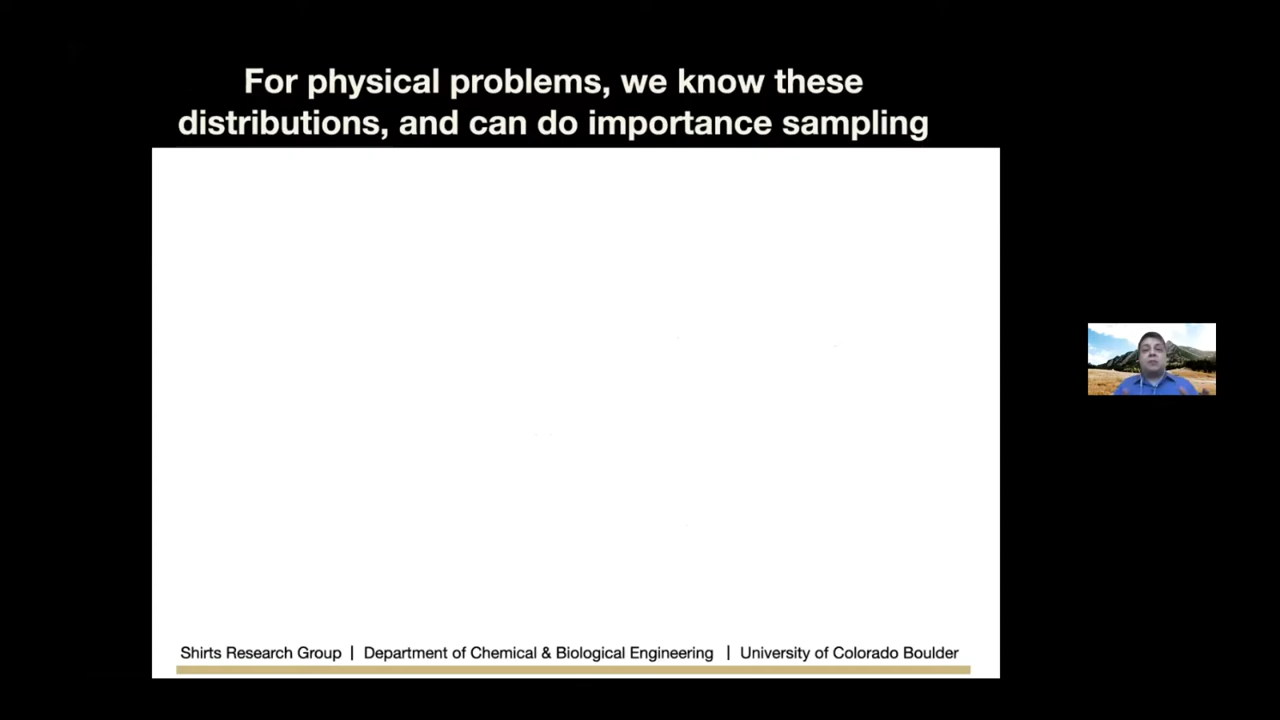 For physical problems, we know these
distributions, and can do importance sampling
Shirts Research Group | Department of Chemical & Biological Engineering | University of Colorado Boulder